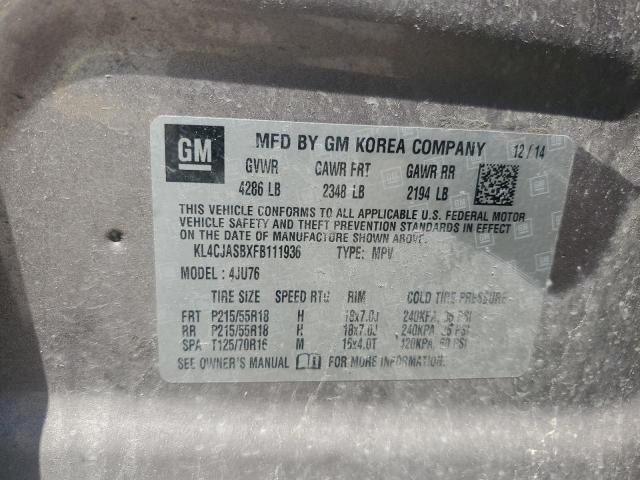 GM
MFD BY GM KOREA COMPANY 12/14
GVWR GAWR FRT GAWR RR
4286 LB 2348 LB 2194 LB
THIS VEHICLE CONFORMS TO ALL APPLICABLE U.S. FEDERAL MOTOR
VEHICLE SAFETY AND THEFT PREVENTION STANDARDS IN EFFECT
ON THE DATE OF MANUFACTURE SHOWN ABOVE.
KL4CJASBXFB111936 TYPE: MPV
MODEL: 4JU76
TIRE SIZE SPEED RTG RIM COLD TIRE PRESSURE
FRT P215/55R18 H 18x7.0J 240KPA, 35 PSI
RR P215/55R18 H 18x7.0J 240KPA, 35 PSI
SPA T125/70R16 M 16x4.0T 420KPA, 60 PSI
SEE OWNER'S MANUAL FOR MORE INFORMATION.